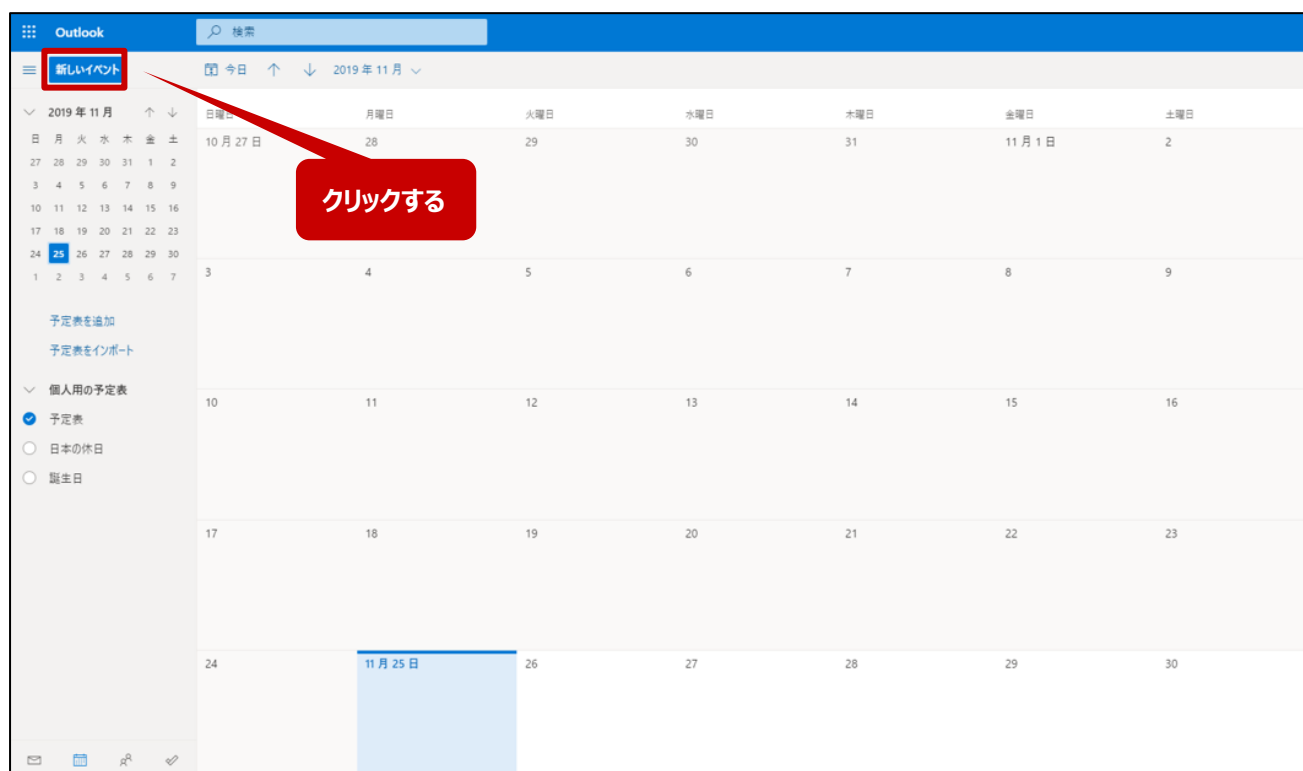 Outlook
検索
新しいイベント
今日
2019 年 11 月
クリックする
2019 年 11 月
日 月 火 水 木 金 土
27 28 29 30 31 1 2
3 4 5 6 7 8 9
10 11 12 13 14 15 16
17 18 19 20 21 22 23
24 25 26 27 28 29 30
1 2 3 4 5 6 7
予定表を追加
予定表をインポート
個人用の予定表
予定表
日本の休日
誕生日
日曜日 月曜日 火曜日 水曜日 木曜日 金曜日 土曜日
10 月 27 日 28 29 30 31 11 月 1 日 2
3 4 5 6 7 8 9
10 11 12 13 14 15 16
17 18 19 20 21 22 23
24 11 月 25 日 26 27 28 29 30